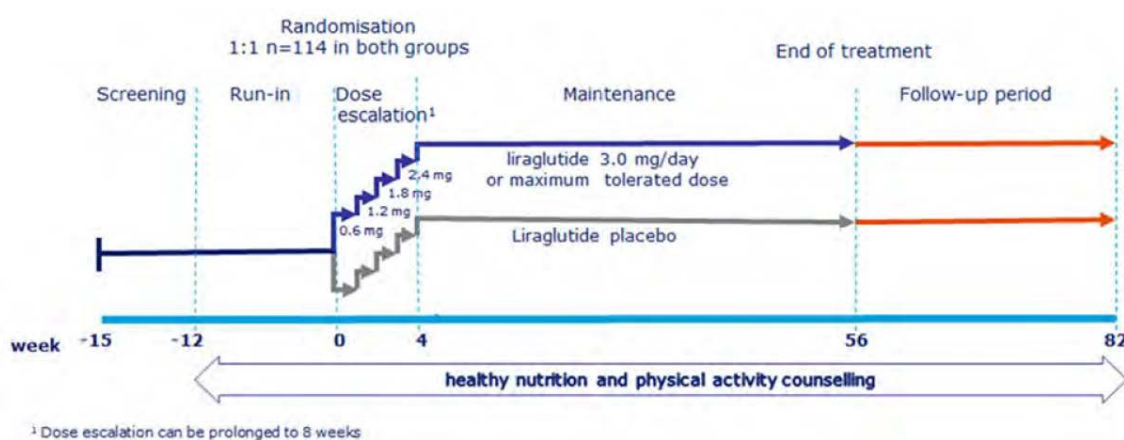 Randomisation
1:1 n=114 in both groups
End of treatment
Screening
Run-in
Dose
escalation¹
Maintenance
Follow-up period
2.4 mg
1.8 mg
1.2 mg
0.6 mg
liraglutide 3.0 mg/day
or maximum tolerated dose
Liraglutide placebo
week
-15
-12
0
4
56
82
healthy nutrition and physical activity counselling
¹ Dose escalation can be prolonged to 8 weeks